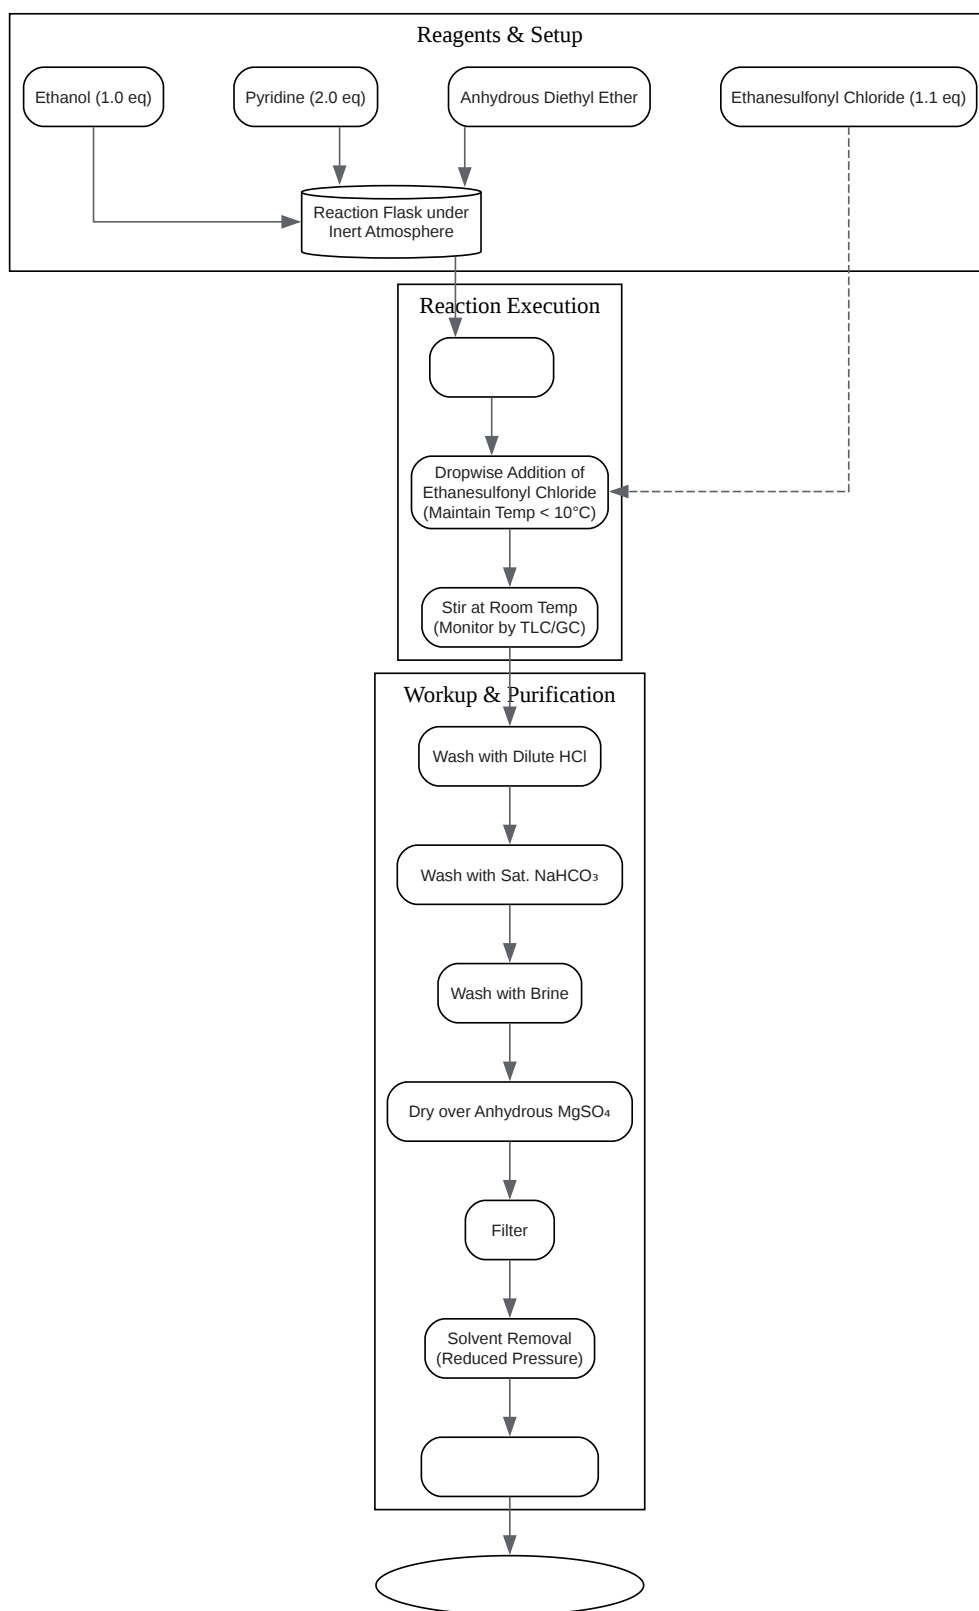 Reagents & Setup
Ethanol (1.0 eq)
Pyridine (2.0 eq)
Anhydrous Diethyl Ether
Ethanesulfonyl Chloride (1.1 eq)
Reaction Flask under
Inert Atmosphere
Reaction Execution
Dropwise Addition of
Ethanesulfonyl Chloride
(Maintain Temp < 10°C)
Stir at Room Temp
(Monitor by TLC/GC)
Workup & Purification
Wash with Dilute HCl
Wash with Sat. NaHCO₃
Wash with Brine
Dry over Anhydrous MgSO₄
Filter
Solvent Removal
(Reduced Pressure)